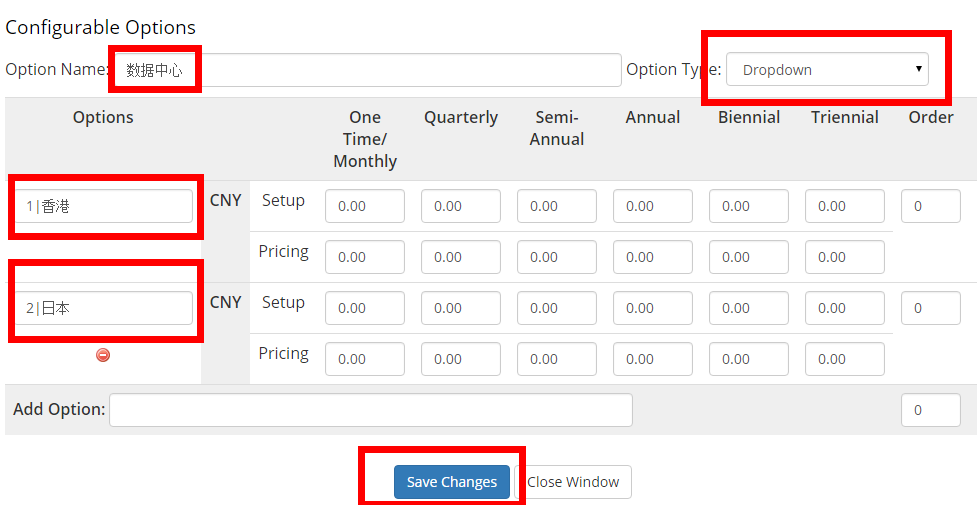 Configurable Options
Option Name: 数据中心 Option Type: Dropdown
Options One Time/ Monthly Quarterly Semi-Annual Annual Biennial Triennial Order
1|香港 CNY Setup 0.00 0.00 0.00 0.00 0.00 0.00 0
Pricing 0.00 0.00 0.00 0.00 0.00 0.00
2|日本 CNY Setup 0.00 0.00 0.00 0.00 0.00 0.00 0
Pricing 0.00 0.00 0.00 0.00 0.00 0.00
Add Option: 0
Save Changes Close Window